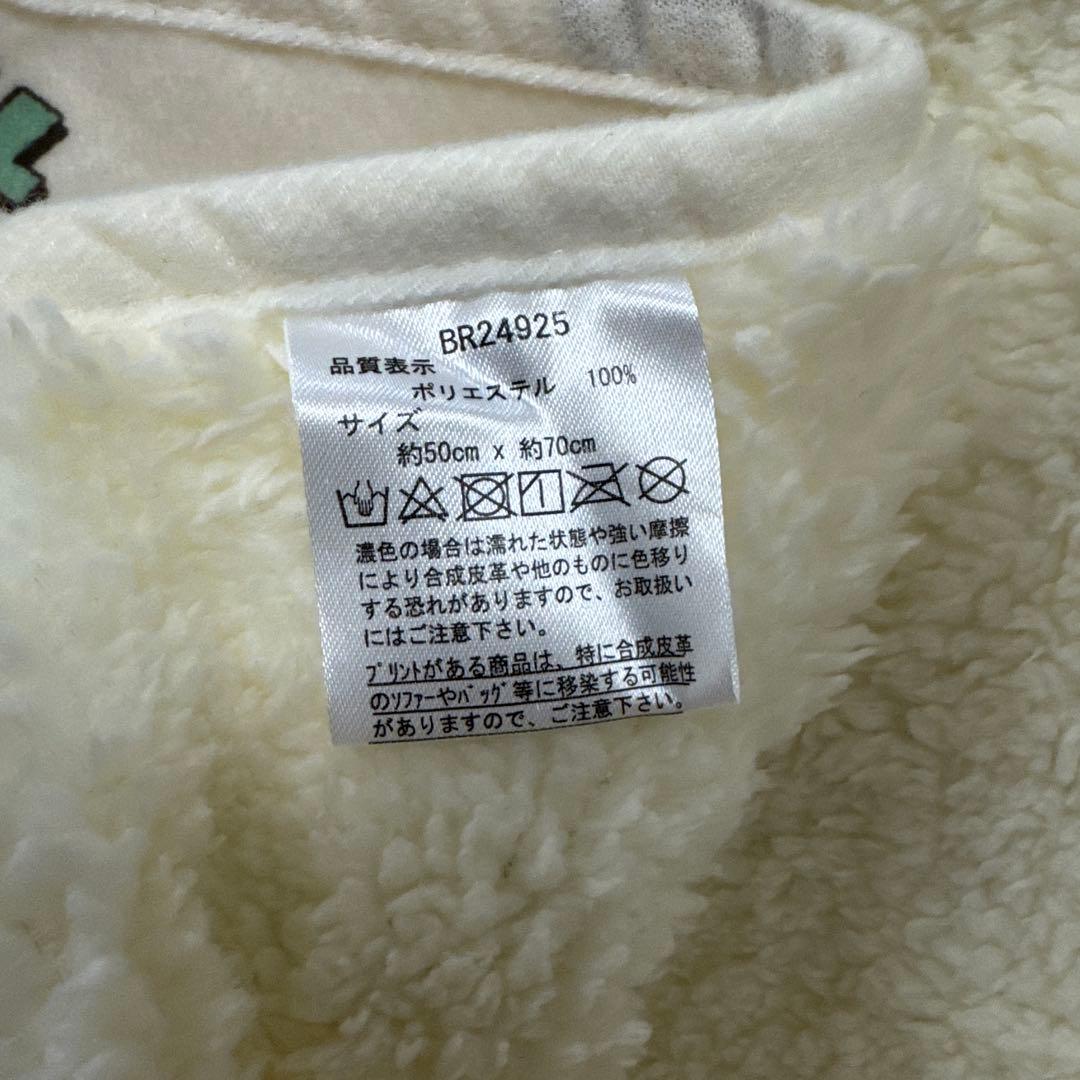 BR24925
品質表示
ポリエステル 100%
サイズ
約50cm x 約70cm
濃色の場合は濡れた状態や強い摩擦
により合成皮革や他のものに色移り
する恐れがありますので、お取扱い
にはご注意下さい。
ﾌﾟﾘﾝﾄがある商品は、特に合成皮革
のｿﾌｧｰやﾊﾞｯｸﾞ等に移染する可能性
がありますので、ご注意下さい。